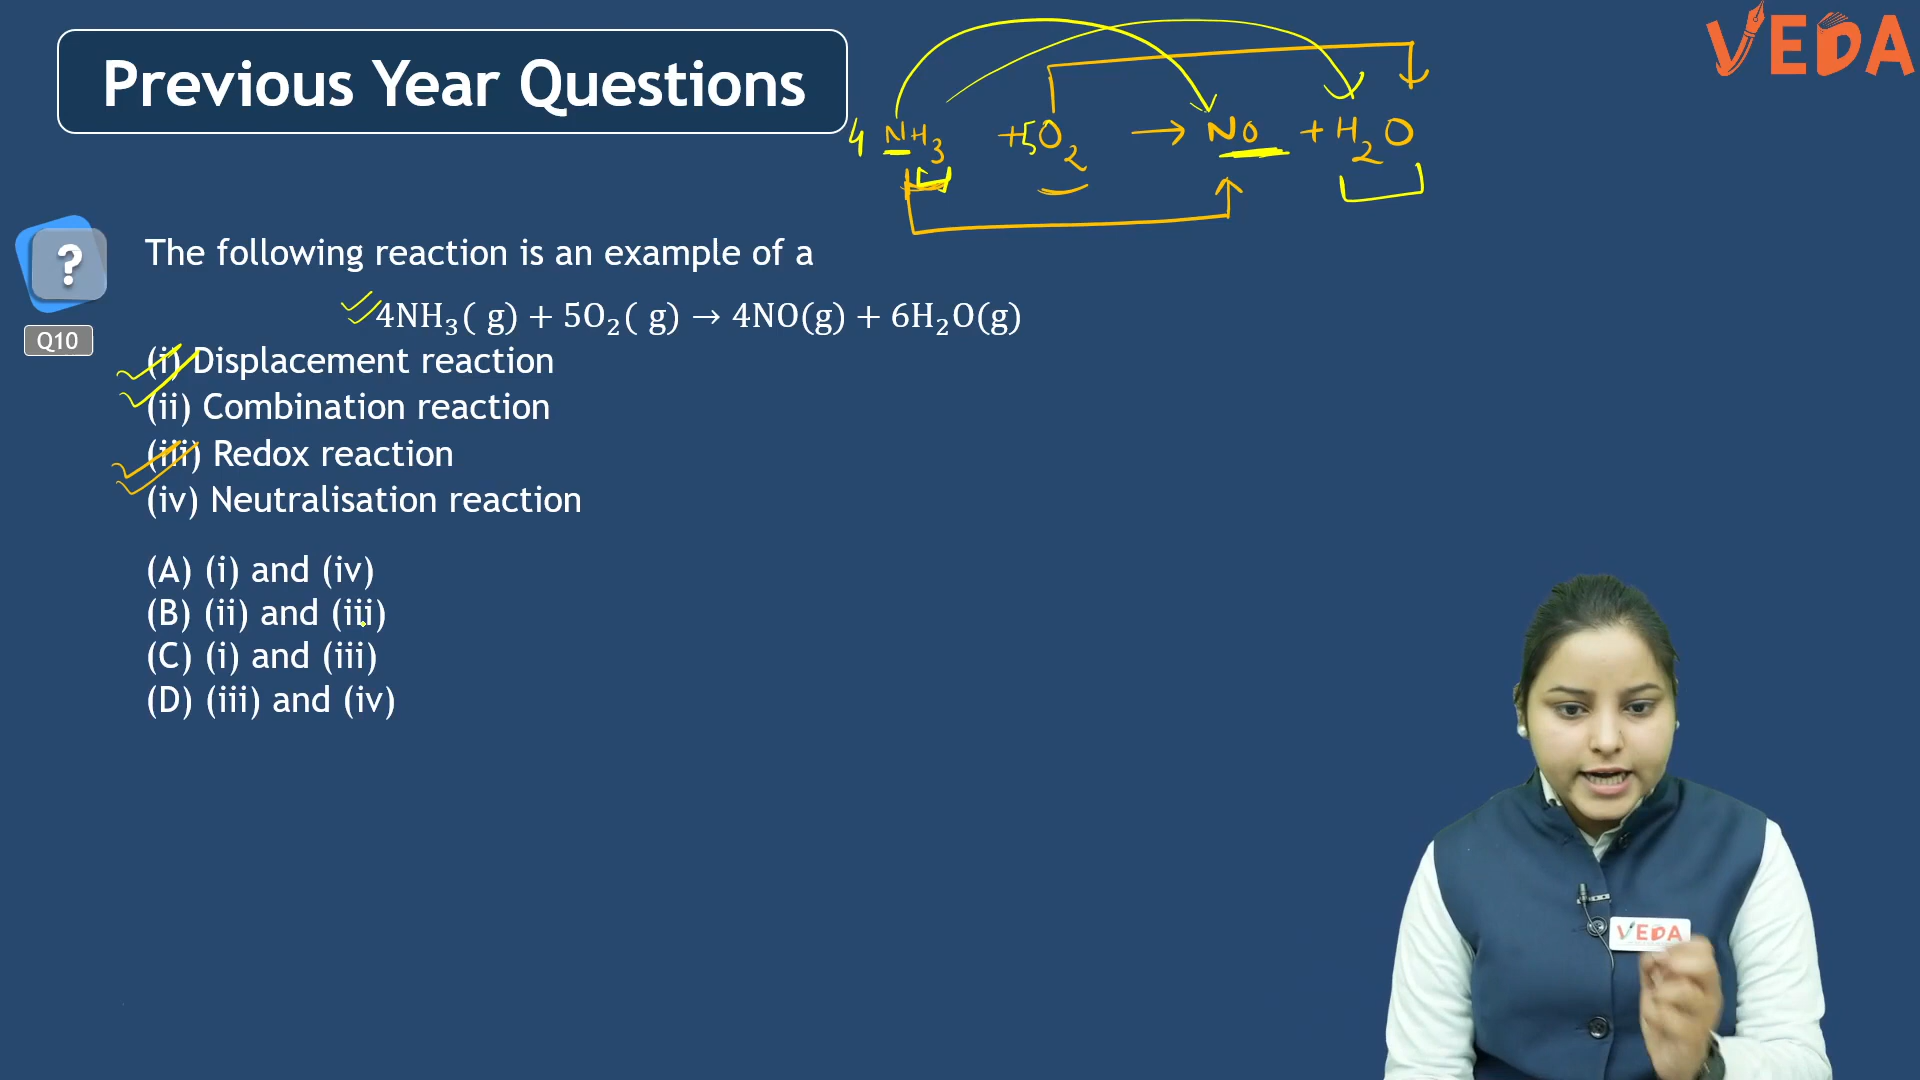 VEDA
Previous Year Questions
4 NH3 + 5O2 → NO + H2O
?
The following reaction is an example of a
4NH₃( g) + 5O₂( g) → 4NO(g) + 6H₂O(g)
Q10
(i) Displacement reaction
(ii) Combination reaction
(iii) Redox reaction
(iv) Neutralisation reaction
(A) (i) and (iv)
(B) (ii) and (iii)
(C) (i) and (iii)
(D) (iii) and (iv)
VEDA